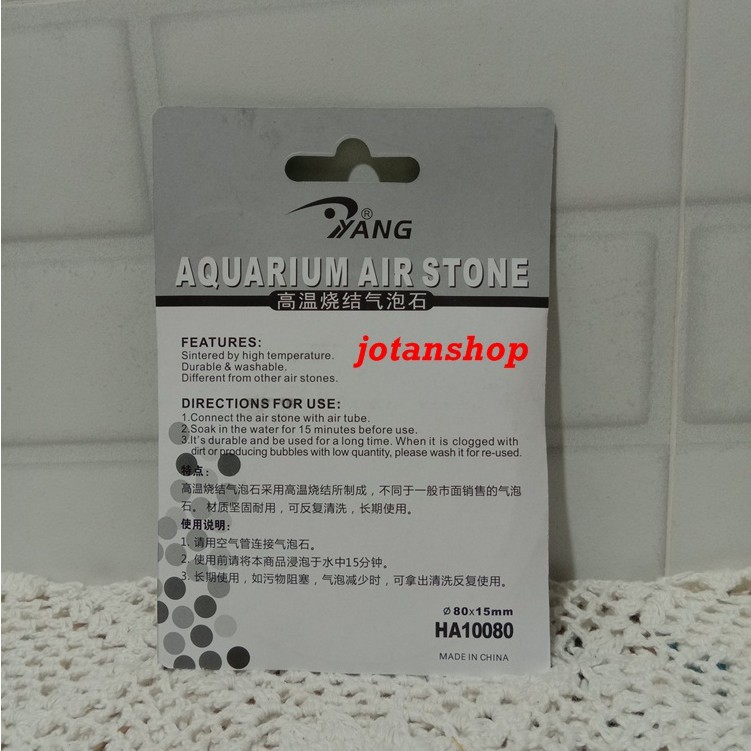 YANG®
AQUARIUM AIR STONE
高温烧结气泡石
FEATURES:
Sintered by high temperature.
Durable & washable.
Different from other air stones.
jotanshop
DIRECTIONS FOR USE:
1.Connect the air stone with air tube.
2.Soak in the water for 15 minutes before use.
3.It's durable and be used for a long time. When it is clogged with
dirt or producing bubbles with low quantity, please wash it for re-used.
特点:
高温烧结气泡石采用高温烧结所制成，不同于一般市面销售的气泡
石。 材质坚固耐用，可反复清洗，长期使用。
使用说明:
1. 请用空气管连接气泡石。
2. 使用前请将本商品浸泡于水中15分钟。
3. 长期使用，如污物阻塞，气泡减少时，可拿出清洗反复使用。
Ø 80x15mm
HA10080
MADE IN CHINA